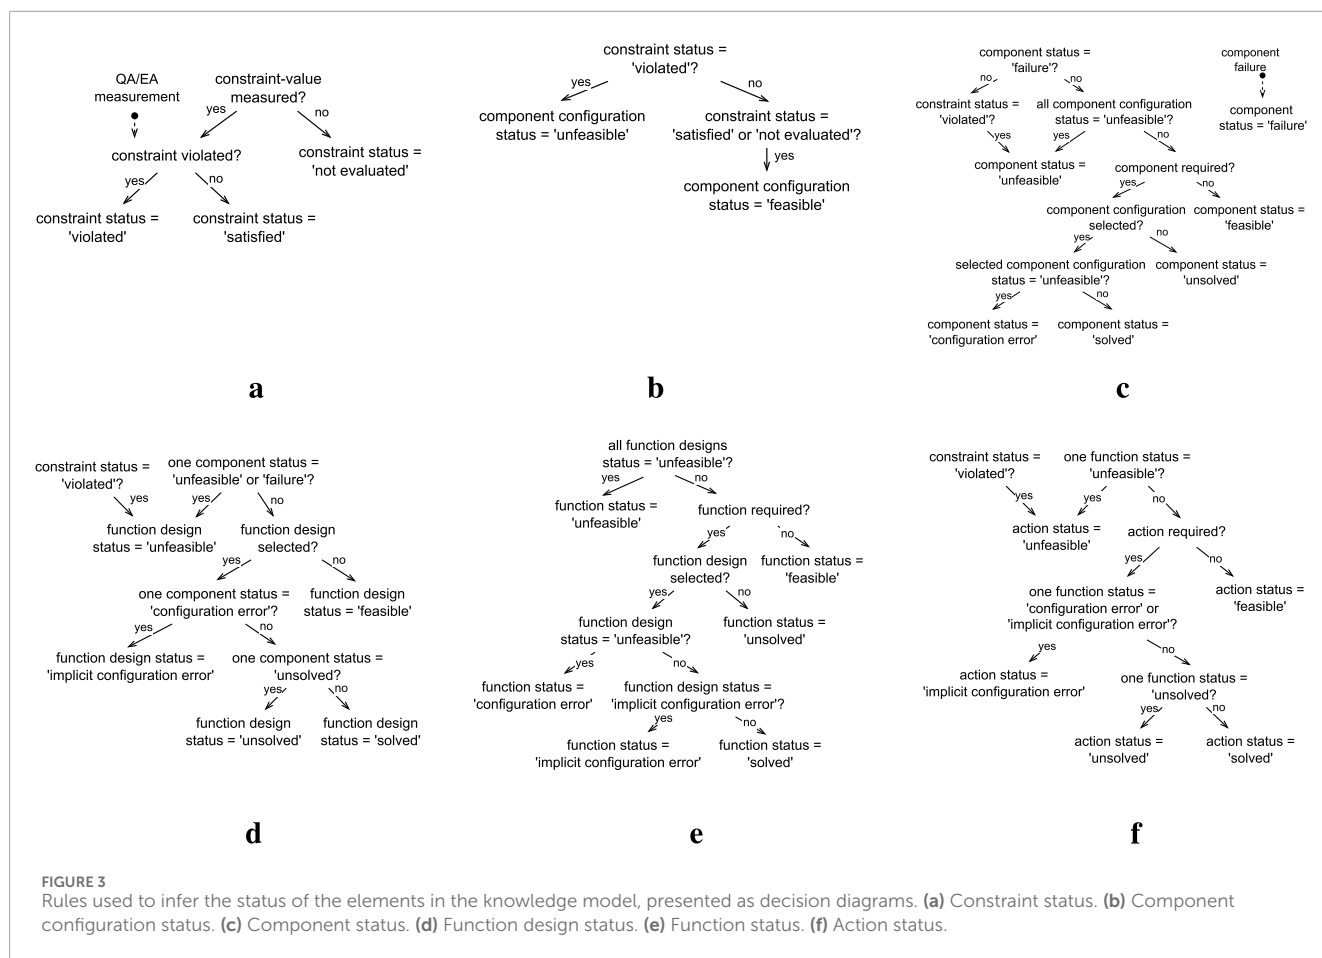 QA/EA
measurement
constraint-value
measured?
yes
no
constraint violated?
constraint status =
'not evaluated'
yes
no
constraint status =
'violated'
constraint status =
'satisfied'
a
constraint status =
'violated'?
yes
no
component configuration
status = 'unfeasible'
constraint status =
'satisfied' or 'not evaluated'?
yes
component configuration
status = 'feasible'
b
component status =
'failure'?
no
no
component
failure
component
status = 'failure'
constraint status =
'violated'?
all component configuration
status = 'unfeasible'?
yes
yes
no
component status =
'unfeasible'
component required?
yes
no
component configuration
selected?
component status =
'feasible'
yes
no
selected component configuration
status = 'unfeasible'?
component status =
'unsolved'
yes
no
component status =
'configuration error'
component status =
'solved'
c
constraint status =
'violated'?
one component status =
'unfeasible' or 'failure'?
yes
yes
no
function design
status = 'unfeasible'
function design
selected?
yes
no
one component status =
'configuration error'?
function design
status = 'feasible'
yes
no
function design status =
'implicit configuration error'
one component status =
'unsolved'?
yes
no
function design
status = 'unsolved'
function design
status = 'solved'
d
all function designs
status = 'unfeasible'?
yes
no
function status =
'unfeasible'
function required?
yes
no
function design
selected?
function status =
'feasible'
yes
no
function design
status = 'unfeasible'?
function status =
'unsolved'
yes
no
function status =
'configuration error'
function design status =
'implicit configuration error'?
yes
no
function status =
'implicit configuration error'
function status =
'solved'
e
constraint status =
'violated'?
one function status =
'unfeasible'?
yes
yes
no
action status =
'unfeasible'
action required?
yes
no
one function status =
'configuration error' or
'implicit configuration error'?
action status =
'feasible'
yes
no
action status =
'implicit configuration error'
one function status =
'unsolved'?
yes
no
action status =
'unsolved'
action status =
'solved'
f
FIGURE 3
Rules used to infer the status of the elements in the knowledge model, presented as decision diagrams. (a) Constraint status. (b) Component
configuration status. (c) Component status. (d) Function design status. (e) Function status. (f) Action status.